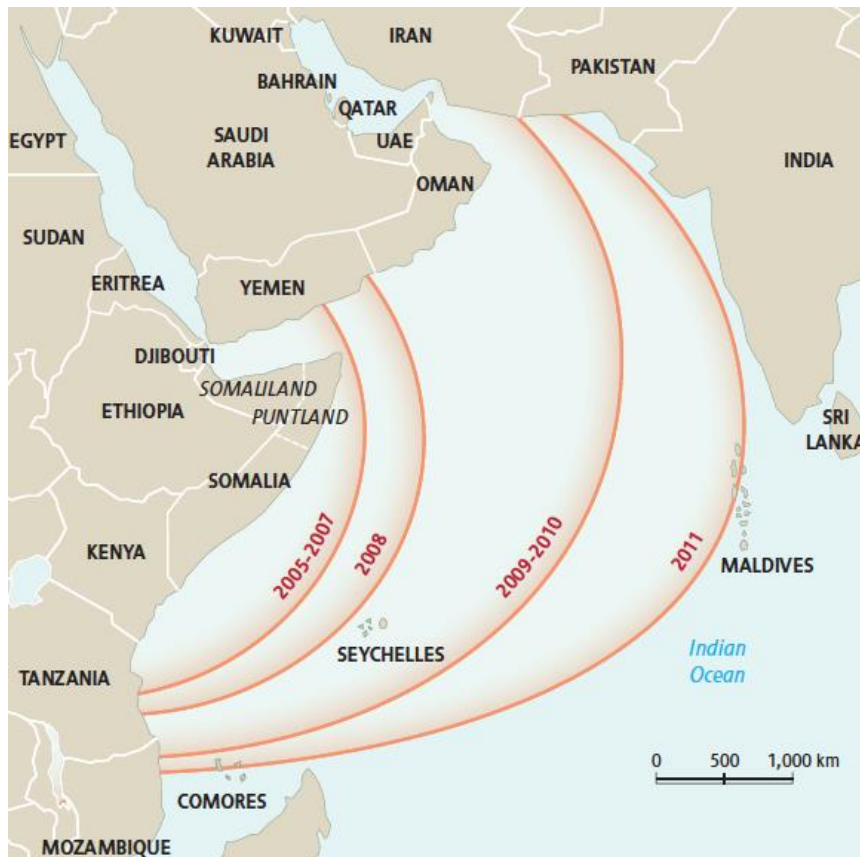 KUWAIT
IRAN
PAKISTAN
BAHRAIN
QATAR
EGYPT
SAUDI
ARABIA
UAE
INDIA
OMAN
SUDAN
ERITREA
YEMEN
DJIBOUTI
SOMALILAND
ETHIOPIA
PUNTLAND
SRI
LANKA
SOMALIA
KENYA
2005-2007
2008
2009-2010
2011
MALDIVES
SEYCHELLES
TANZANIA
Indian
Ocean
0 500 1,000 km
COMORES
MOZAMBIQUE